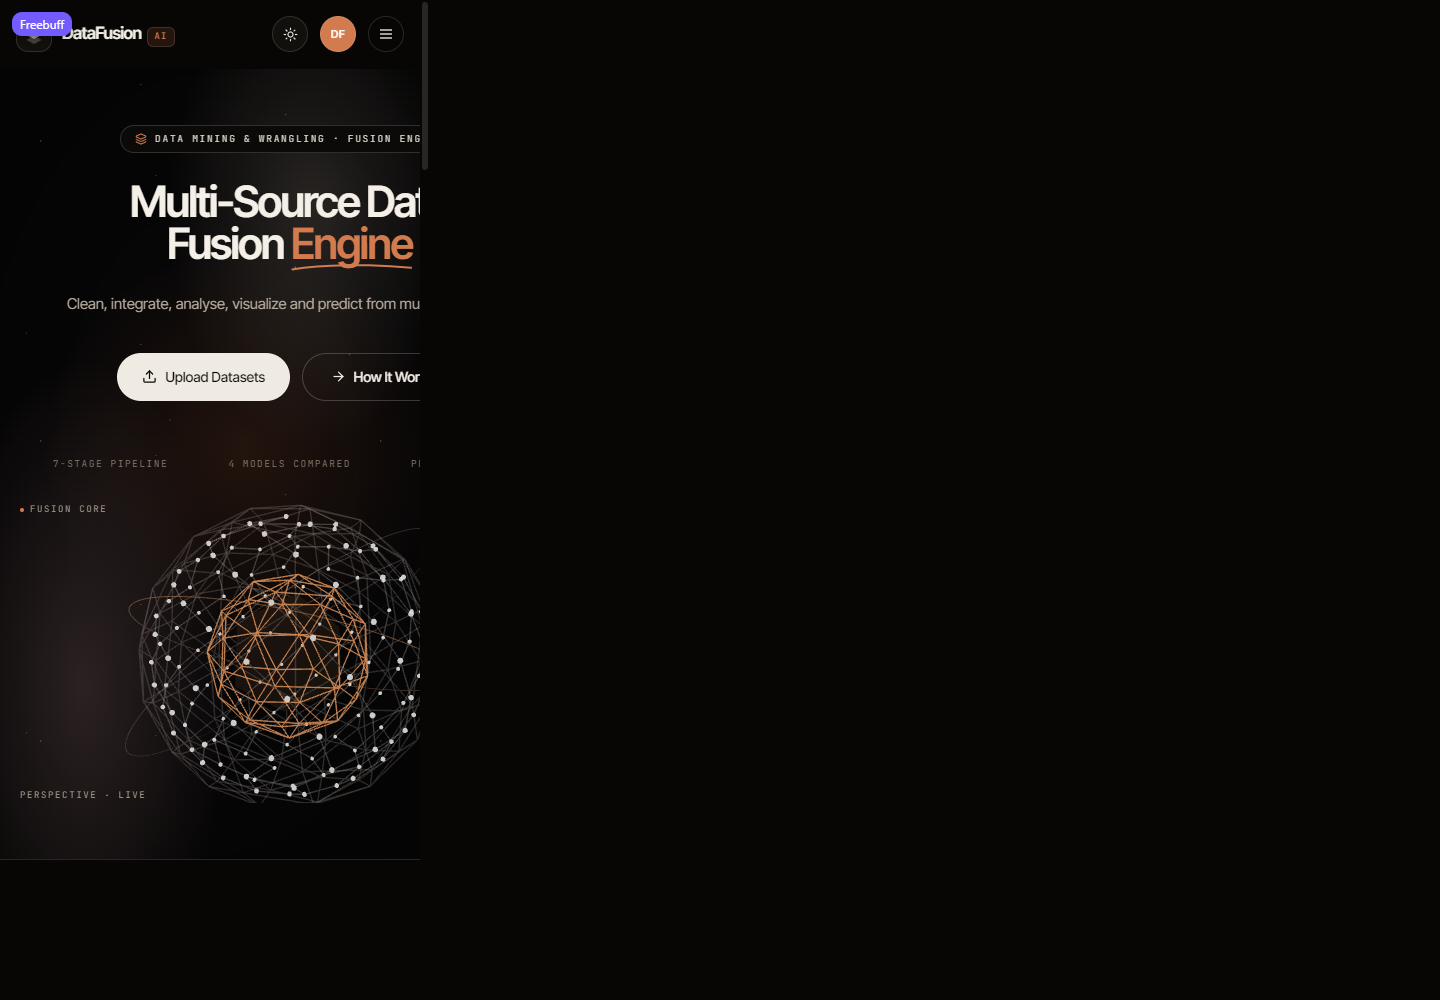 Freebuff
DataFusion AI
DF
DATA MINING & WRANGLING · FUSION ENG
Multi-Source Dat
Fusion Engine
Clean, integrate, analyse, visualize and predict from mu
Upload Datasets
How It Wor
7-STAGE PIPELINE
4 MODELS COMPARED
FUSION CORE
PERSPECTIVE · LIVE